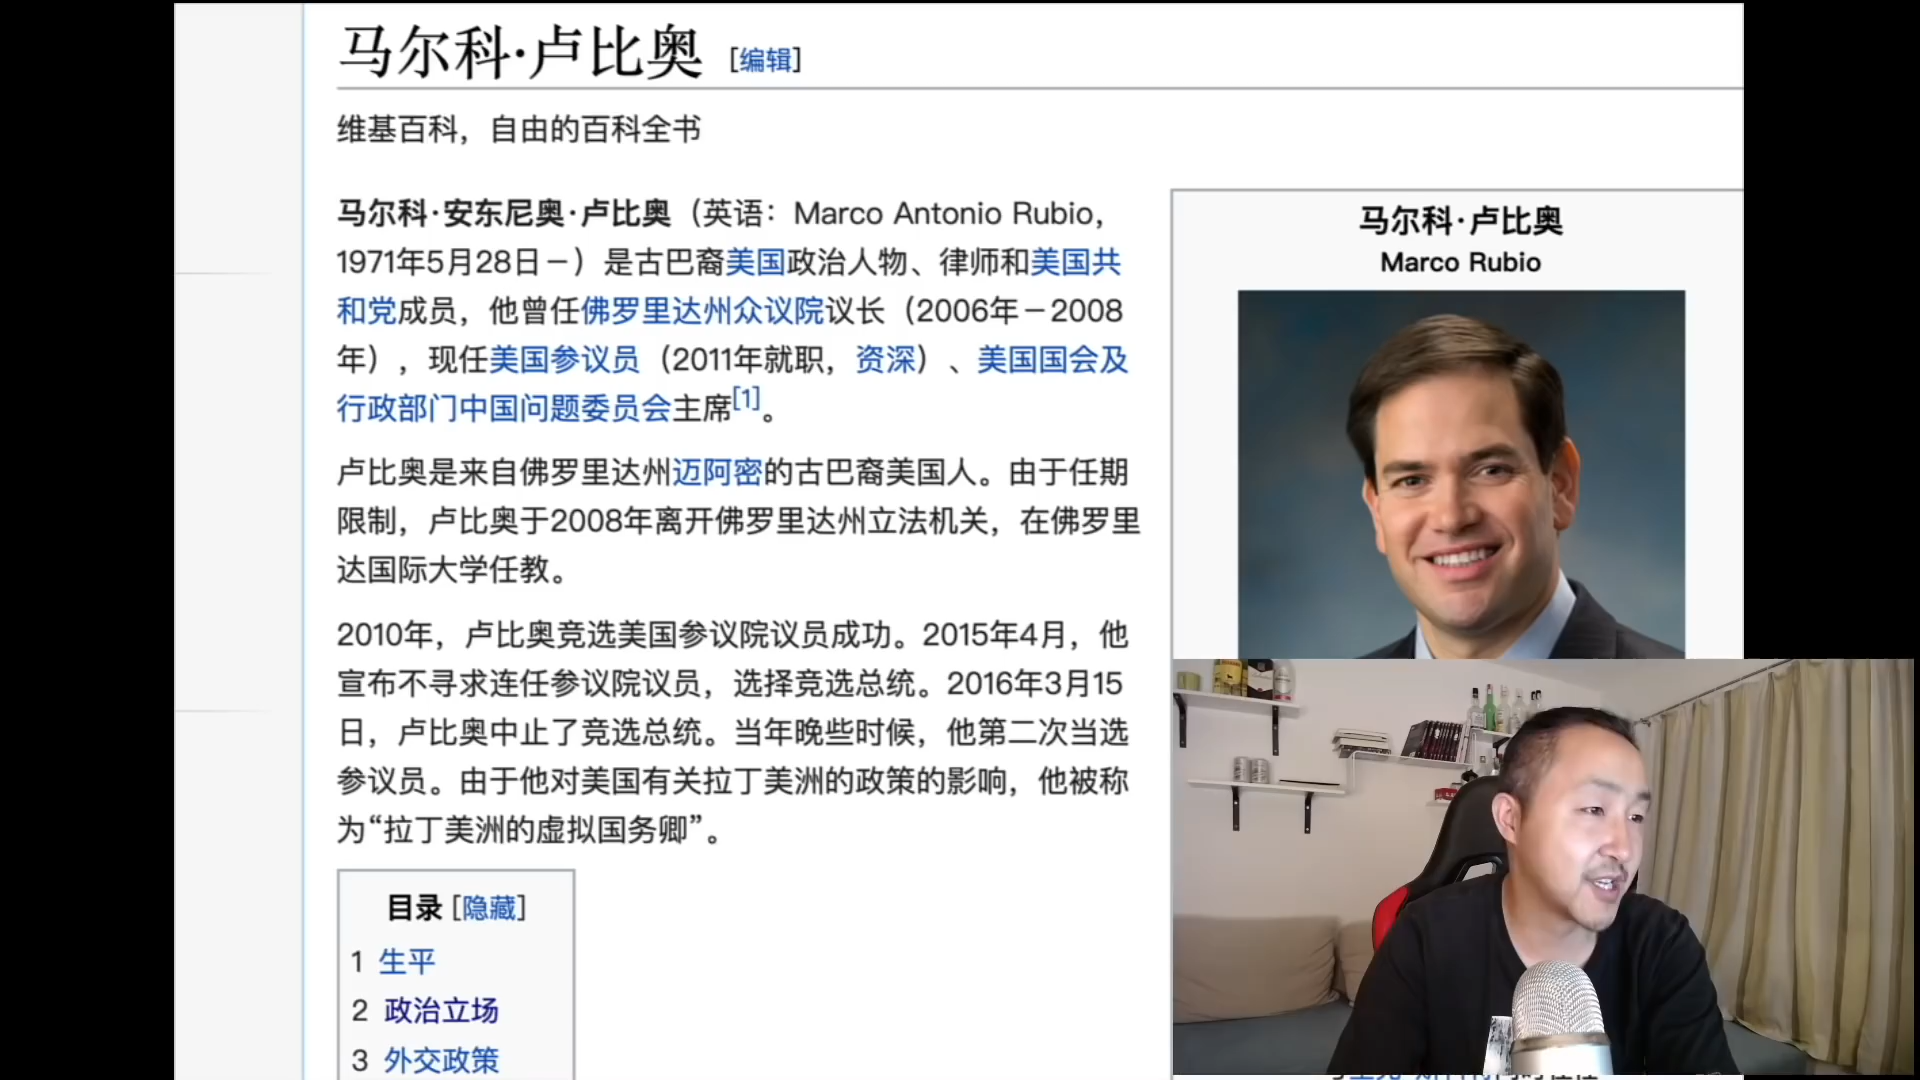 马尔科·卢比奥 [编辑]
维基百科，自由的百科全书
马尔科·安东尼奥·卢比奥（英语：Marco Antonio Rubio，
1971年5月28日－）是古巴裔美国政治人物、律师和美国共
和党成员，他曾任佛罗里达州众议院议长（2006年－2008
年），现任美国参议员（2011年就职，资深）、美国国会及
行政部门中国问题委员会主席[1]。
卢比奥是来自佛罗里达州迈阿密的古巴裔美国人。由于任期
限制，卢比奥于2008年离开佛罗里达州立法机关，在佛罗里
达国际大学任教。
2010年，卢比奥竞选美国参议院议员成功。2015年4月，他
宣布不寻求连任参议院议员，选择竞选总统。2016年3月15
日，卢比奥中止了竞选总统。当年晚些时候，他第二次当选
参议员。由于他对美国有关拉丁美洲的政策的影响，他被称
为“拉丁美洲的虚拟国务卿”。
目录 [隐藏]
1 生平
2 政治立场
3 外交政策
马尔科·卢比奥
Marco Rubio